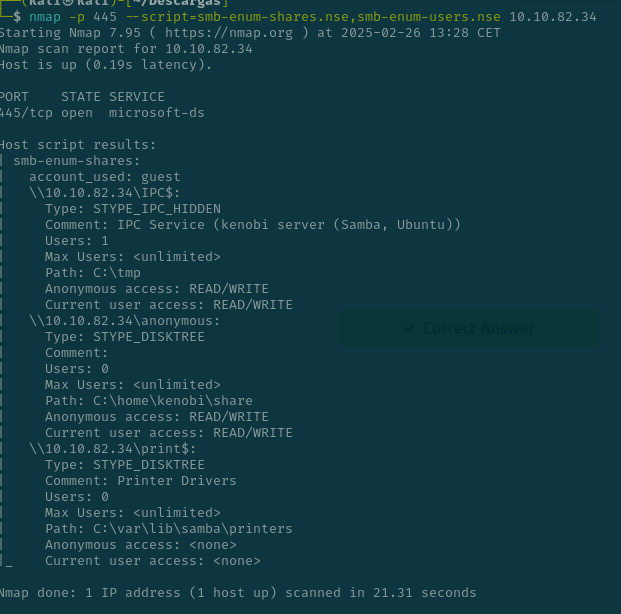 (kali㉿kali)-[~/Descargas]
└─$ nmap -p 445 --script=smb-enum-shares.nse,smb-enum-users.nse 10.10.82.34
Starting Nmap 7.95 ( https://nmap.org ) at 2025-02-26 13:28 CET
Nmap scan report for 10.10.82.34
Host is up (0.19s latency).
PORT    STATE SERVICE
445/tcp open  microsoft-ds
Host script results:
| smb-enum-shares:
|   account_used: guest
|   \\10.10.82.34\IPC$:
|     Type: STYPE_IPC_HIDDEN
|     Comment: IPC Service (kenobi server (Samba, Ubuntu))
|     Users: 1
|     Max Users: <unlimited>
|     Path: C:\tmp
|     Anonymous access: READ/WRITE
|     Current user access: READ/WRITE
|   \\10.10.82.34\anonymous:
✓ Correct Answer
|     Type: STYPE_DISKTREE
|     Comment:
|     Users: 0
|     Max Users: <unlimited>
|     Path: C:\home\kenobi\share
|     Anonymous access: READ/WRITE
|     Current user access: READ/WRITE
|   \\10.10.82.34\print$:
|     Type: STYPE_DISKTREE
|     Comment: Printer Drivers
|     Users: 0
|     Max Users: <unlimited>
|     Path: C:\var\lib\samba\printers
|     Anonymous access: <none>
|_    Current user access: <none>
Nmap done: 1 IP address (1 host up) scanned in 21.31 seconds